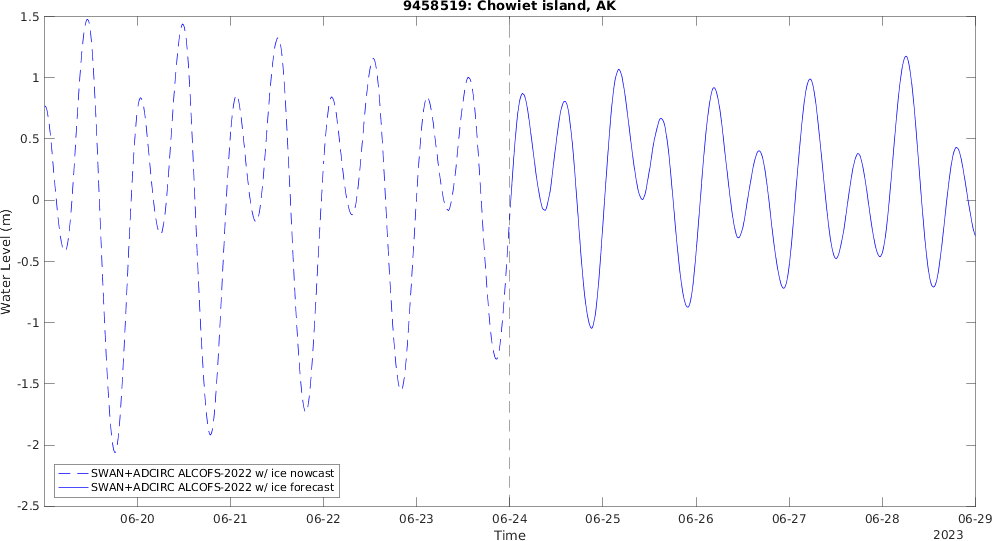 9458519: Chowiet island, AK
1.5
1
0.5
0
-0.5
-1
-1.5
-2
-2.5
Water Level (m)
SWAN+ADCIRC ALCOFS-2022 w/ ice nowcast
SWAN+ADCIRC ALCOFS-2022 w/ ice forecast
06-20 06-21 06-22 06-23 06-24 06-25 06-26 06-27 06-28 06-29
Time
2023